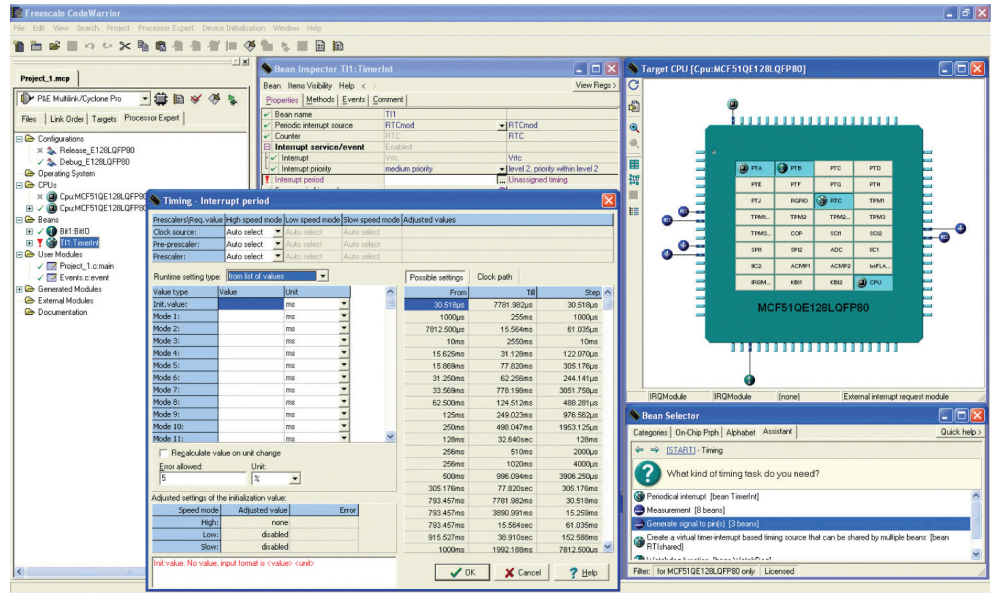 Freescale CodeWarrior
File Edit View Search Project Processor Expert Device Initialization Window Help
Project_1.mcp
P&E Multilink/Cyclone Pro
Files Link Order Targets Processor Expert
Configurations
Release_E128LQFP80
Debug_E128LQFP80
Operating System
CPUs
Cpu:MCF51QE128LQFP80
Cpu:MCF51QE128LQFP80
Beans
Bit1:BitIO
TI1:TimerInt
User Modules
Project_1.c:main
Events.c:event
Generated Modules
External Modules
Documentation
Bean Inspector TI1:TimerInt
Bean Items Visibility Help < > View Regs >
Properties Methods Events Comment
Bean name TI1
Periodic interrupt source RTCmod RTCmod
Counter RTC RTC
Interrupt service/event Enabled
Interrupt Vrtc Vrtc
Interrupt priority medium priority level 2, priority within level 2
Interrupt period ... Unassigned timing
Timing - Interrupt period
Prescalers\Req.value High speed mode Low speed mode Slow speed mode Adjusted values
Clock source: Auto select Auto select Auto select
Pre-prescaler: Auto select Auto select Auto select
Prescaler: Auto select Auto select Auto select
Runtime setting type: from list of values
Value type Value Unit
Init.value: ms
Mode 1: ms
Mode 2: ms
Mode 3: ms
Mode 4: ms
Mode 5: ms
Mode 6: ms
Mode 7: ms
Mode 8: ms
Mode 9: ms
Mode 10: ms
Mode 11: ms
Recalculate value on unit change
Error allowed: Unit:
5 %
Adjusted settings of the initialization value:
Speed mode Adjusted value Error
High: none
Low: disabled
Slow: disabled
Init.value: No value, input format is <value> <unit>
Possible settings Clock path
From Till Step
30.518µs 7781.982µs 30.518µs
1000µs 255ms 1000µs
7812.500µs 15.564ms 61.035µs
10ms 2550ms 10ms
15.625ms 31.128ms 122.070µs
15.869ms 77.820ms 305.176µs
31.250ms 62.256ms 244.141µs
33.569ms 778.198ms 3051.758µs
62.500ms 124.512ms 488.281µs
125ms 249.023ms 976.562µs
250ms 498.047ms 1953.125µs
128ms 32.640sec 128ms
256ms 510ms 2000µs
256ms 1020ms 4000µs
500ms 996.094ms 3906.250µs
305.176ms 77.820sec 305.176ms
793.457ms 7781.982ms 30.518ms
793.457ms 3890.991ms 15.259ms
793.457ms 15.564sec 61.035ms
915.527ms 38.910sec 152.588ms
1000ms 1992.188ms 7812.500µs
OK Cancel Help
Target CPU [Cpu:MCF51QE128LQFP80]
PTA PTB PTC PTD
PTE PTF PTG PTH
PTJ RGPIO RTC TPM1
TPM1... TPM2 TPM2... TPM3
TPM3... COP SCI1 SCI2
SPI1 SPI2 ADC IIC1
IIC2 ACMP1 ACMP2 IntFLA...
IRQM... KBI1 KBI2 CPU
MCF51QE128LQFP80
IRQModule IRQModule (none) External interrupt request module
Bean Selector
Categories On-Chip Prph Alphabet Assistant Quick help >
[START] - Timing
What kind of timing task do you need?
Periodical interrupt [bean TimerInt]
Measurement [8 beans]
Generate signal to pin(s) [3 beans]
Create a virtual timer-interrupt based timing source that can be shared by multiple beans [bean
RTIshared]
Filter: for MCF51QE128LQFP80 only Licensed